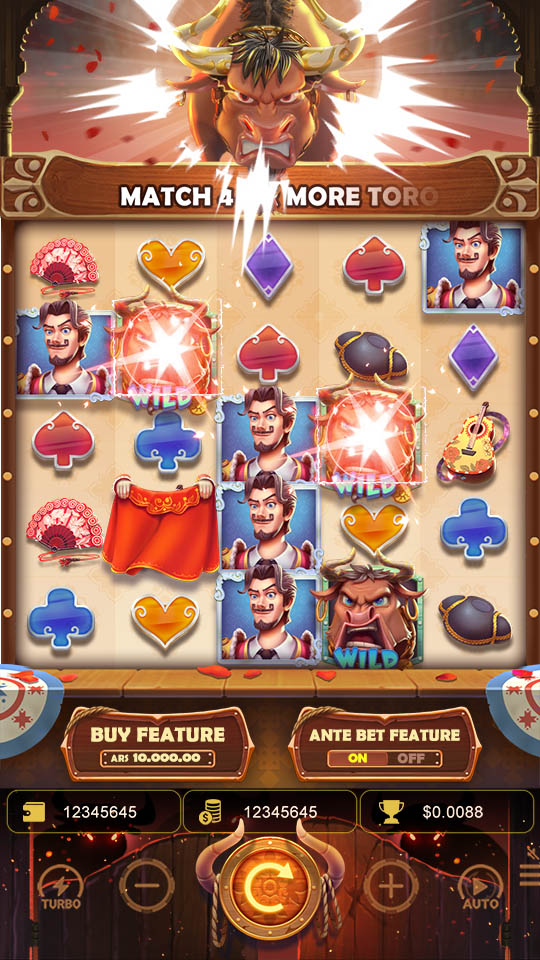 MATCH 4 MORE TORO
WILD
WILD
WILD
BUY FEATURE
ARS 10.000.00
ANTE BET FEATURE
ON OFF
12345645
12345645
$0.0088
TURBO
AUTO